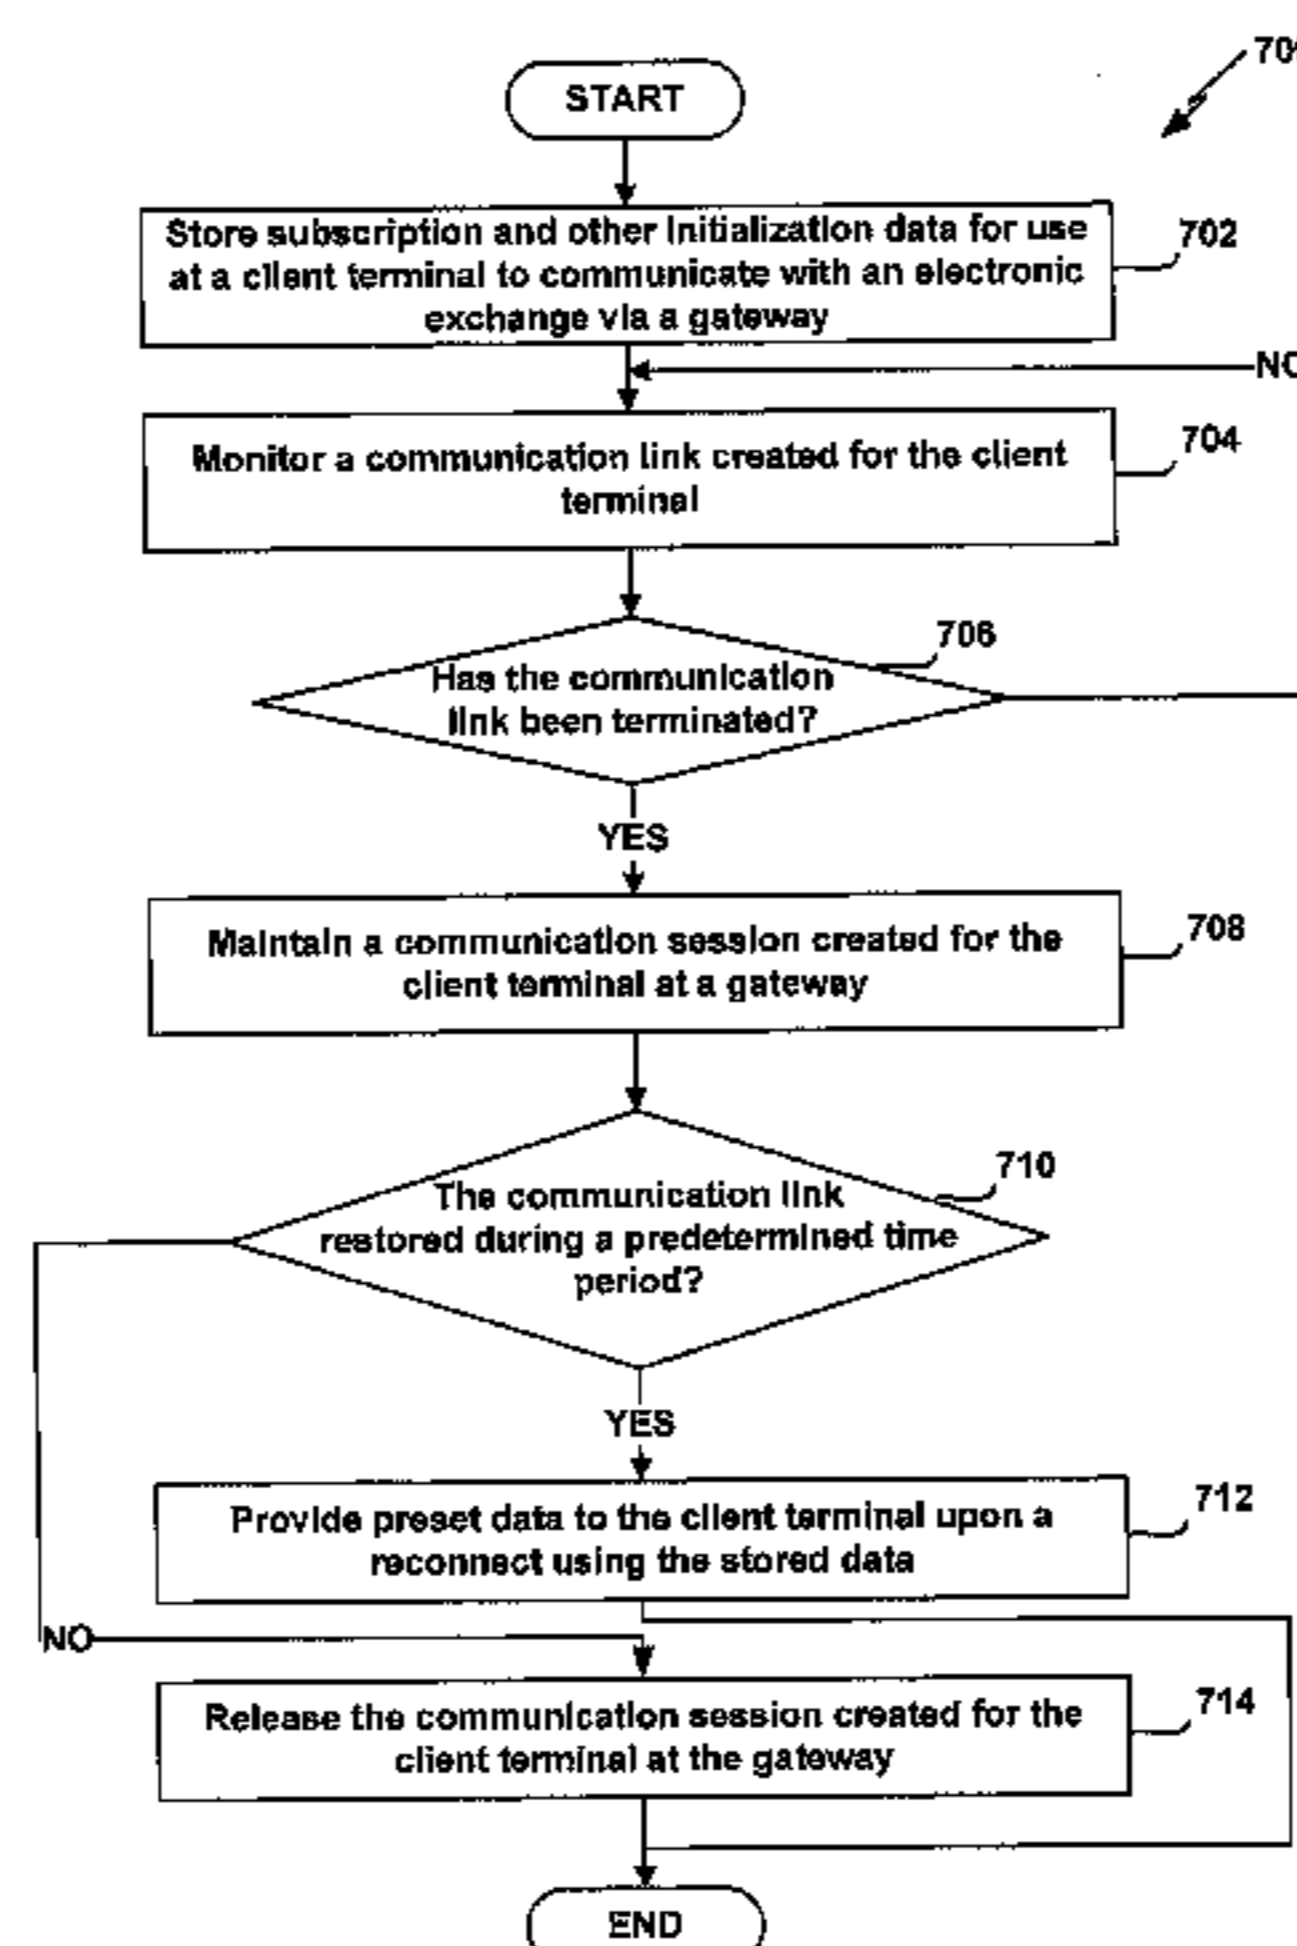 START
Store subscription and other initialization data for use
at a client terminal to communicate with an electronic
exchange via a gateway
702
Monitor a communication link created for the client
terminal
704
Has the communication
link been terminated?
706
YES
Maintain a communication session created for the
client terminal at a gateway
708
The communication link
restored during a predetermined time
period?
710
YES
Provide preset data to the client terminal upon a
reconnect using the stored data
712
NO
Release the communication session created for the
client terminal at the gateway
714
END